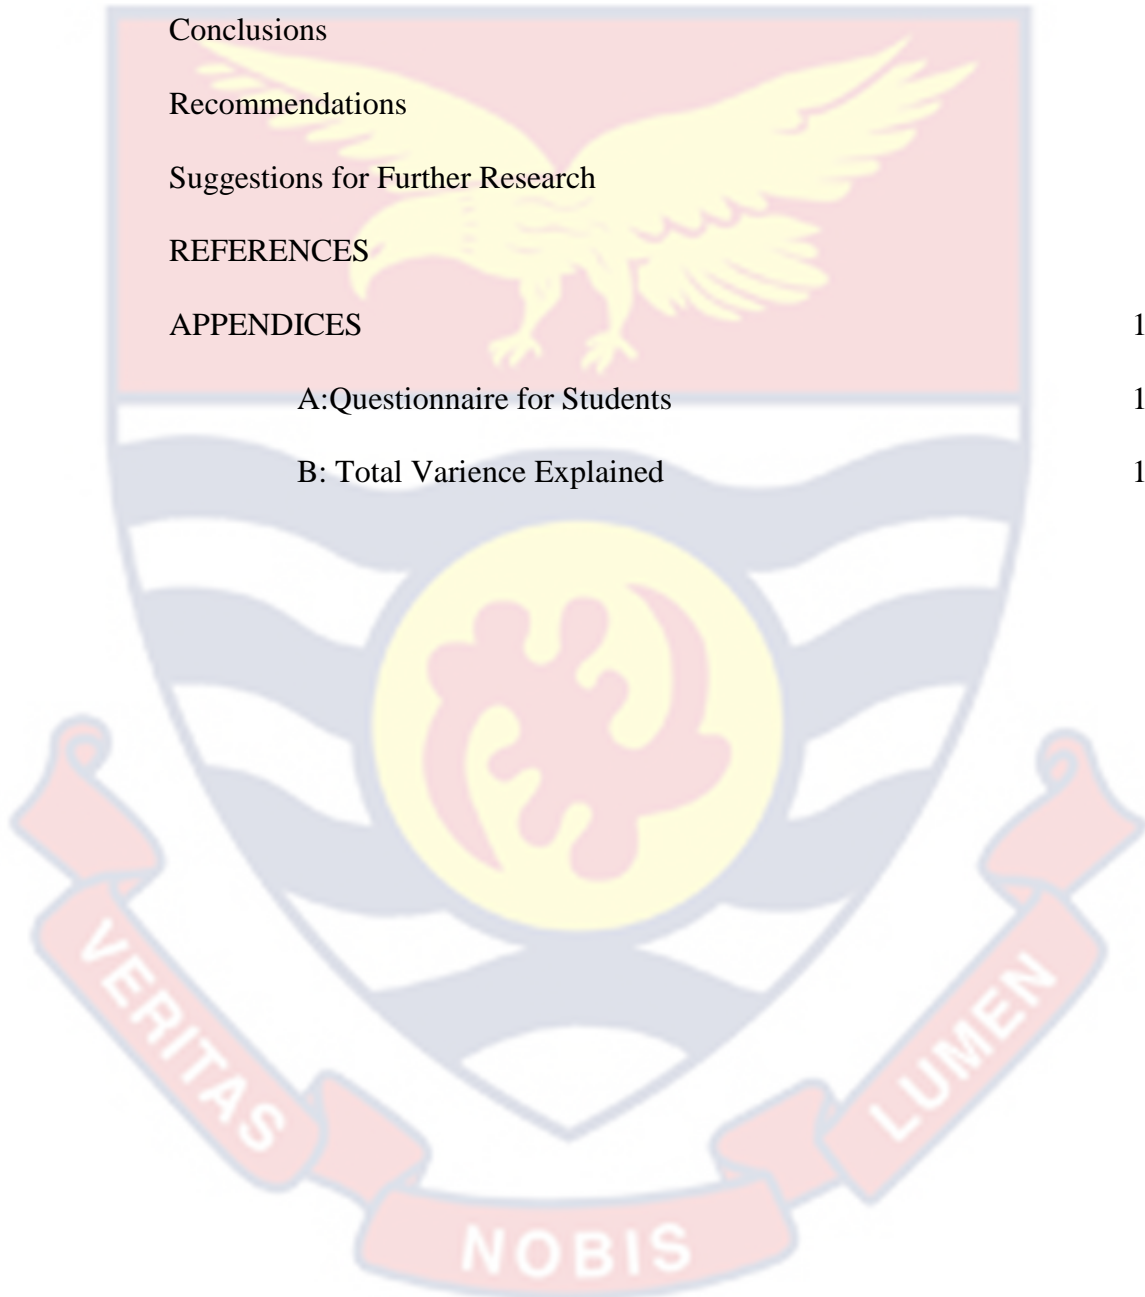 Conclusions
Recommendations
Suggestions for Further Research
REFERENCES
APPENDICES 1
A:Questionnaire for Students 1
B: Total Varience Explained 1
VERITAS
NOBIS
LUMEN